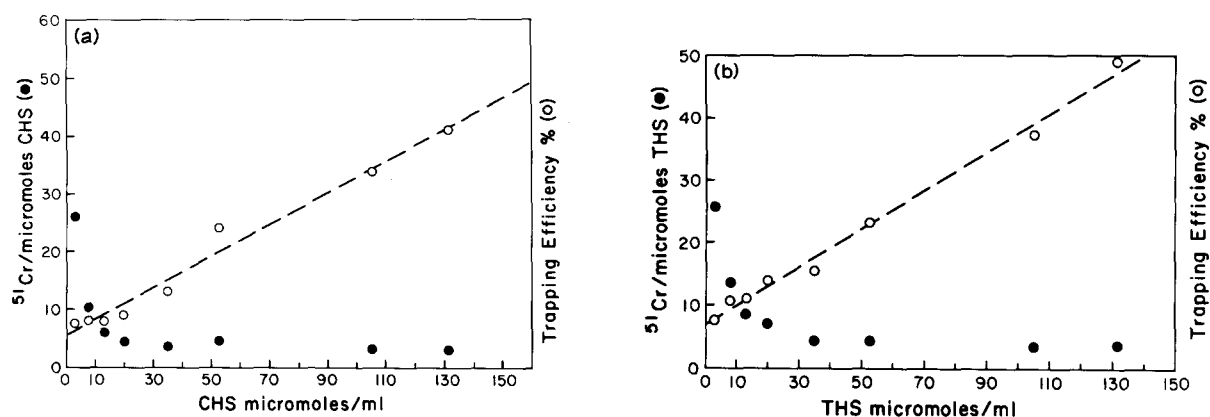 (a)
60
50
40
30
20
10
0
⁵¹Cr/micromoles CHS (●)
Trapping Efficiency % (o)
0 10 30 50 70 90 110 130 150
CHS micromoles/ml
(b)
50
40
30
20
10
0
⁵¹Cr/micromoles THS (●)
Trapping Efficiency % (o)
0 10 30 50 70 90 110 130 150
THS micromoles/ml